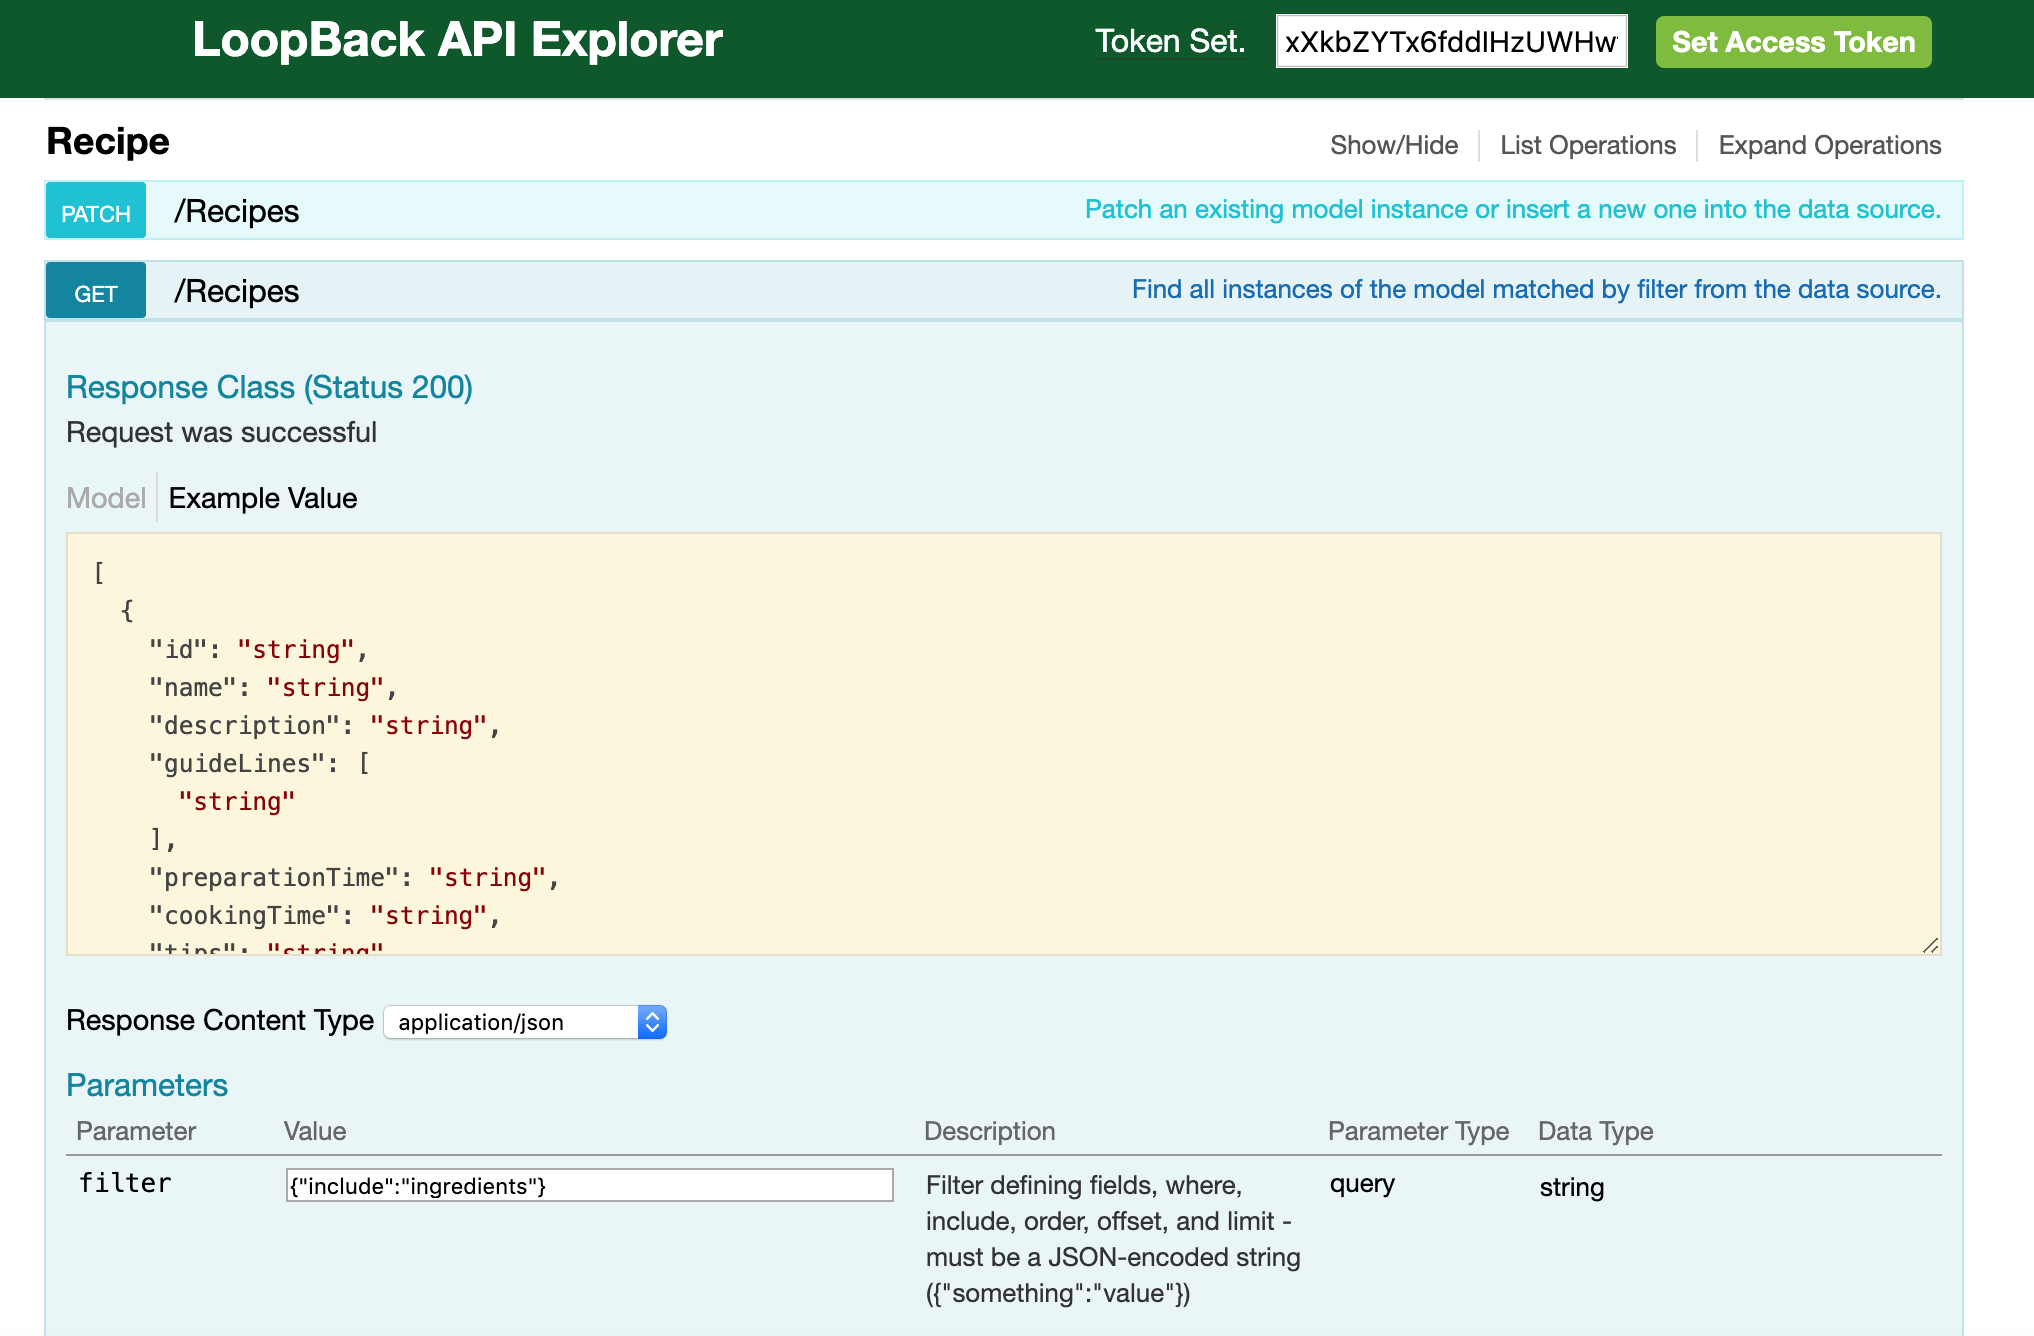 LoopBack API Explorer
Token Set.
xXkbZYTx6fddlHzUWHw
Set Access Token
Recipe
Show/Hide
List Operations
Expand Operations
PATCH
/Recipes
Patch an existing model instance or insert a new one into the data source.
GET
/Recipes
Find all instances of the model matched by filter from the data source.
Response Class (Status 200)
Request was successful
Model
Example Value
[
{
"id": "string",
"name": "string",
"description": "string",
"guideLines": [
"string"
],
"preparationTime": "string",
"cookingTime": "string",
"tips": "string"
Response Content Type
application/json
Parameters
Parameter
Value
Description
Parameter Type
Data Type
filter
{"include":"ingredients"}
Filter defining fields, where,
include, order, offset, and limit -
must be a JSON-encoded string
({"something":"value"})
query
string